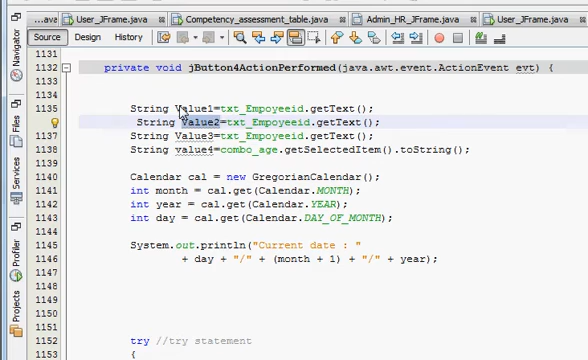 ...ava User_JFrame.java Competency_assessment_table.java Admin_HR_JFrame.java User_JFrame.java
Source Design History
Navigator
Files
Services
Profiler
Projects
1131
1132 private void jButton4ActionPerformed(java.awt.event.ActionEvent evt) {
1133
1134
1135 String Value1=txt_Empoyeeid.getText();
String Value2=txt_Empoyeeid.getText();
1137 String Value3=txt_Empoyeeid.getText();
1138 String value4=combo_age.getSelectedItem().toString();
1139
1140 Calendar cal = new GregorianCalendar();
1141 int month = cal.get(Calendar.MONTH);
1142 int year = cal.get(Calendar.YEAR);
1143 int day = cal.get(Calendar.DAY_OF_MONTH);
1144
1145 System.out.println("Current date : "
1146 + day + "/" + (month + 1) + "/" + year);
1147
1148
1149
1150
1151
1152 try //try statement
1153 {